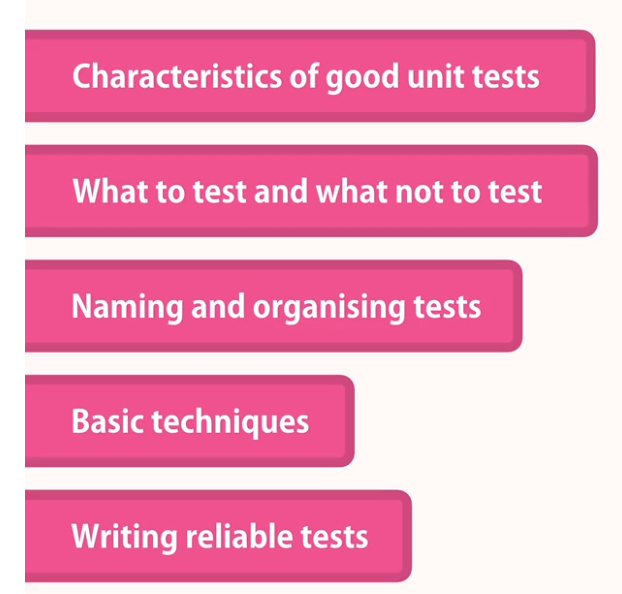 Characteristics of good unit tests
What to test and what not to test
Naming and organising tests
Basic techniques
Writing reliable tests